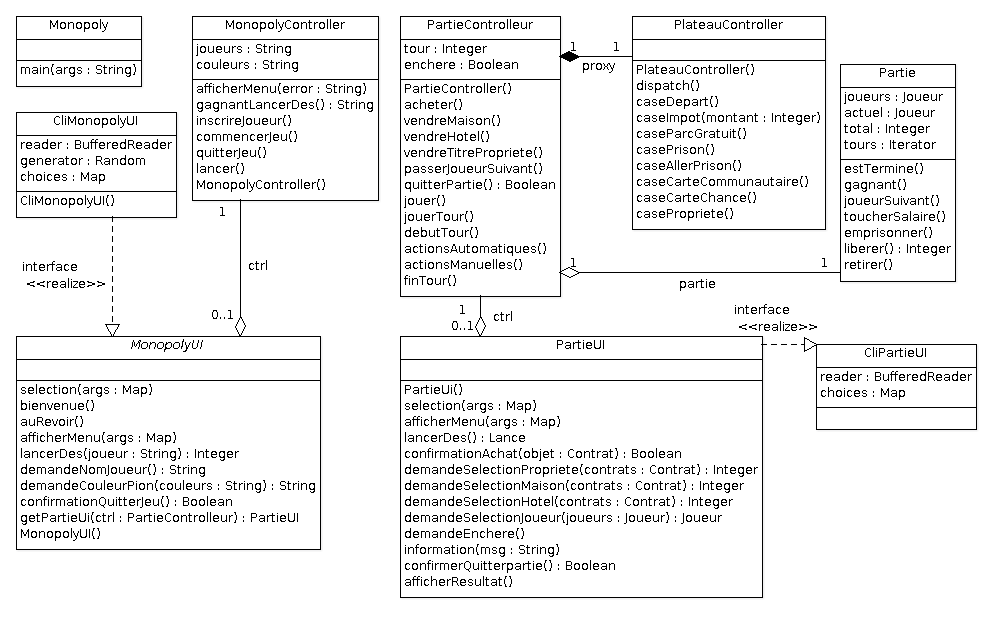 Monopoly
main(args : String)
MonopolyController
joueurs : String
couleurs : String
afficherMenu(error : String)
gagnantLancerDes() : String
inscrireJoueur()
commencerJeu()
quitterJeu()
lancer()
MonopolyController()
PartieControlleur
tour : Integer
enchere : Boolean
PartieController()
acheter()
vendreMaison()
vendreHotel()
vendreTitrePropriete()
passerJoueurSuivant()
quitterPartie() : Boolean
jouer()
jouerTour()
debutTour()
actionsAutomatiques()
actionsManuelles()
finTour()
1
1
proxy
PlateauController
PlateauController()
dispatch()
caseDepart()
caseImpot(montant : Integer)
caseParcGratuit()
casePrison()
caseAllerPrison()
caseCarteCommunautaire()
caseCarteChance()
casePropriete()
Partie
joueurs : Joueur
actuel : Joueur
total : Integer
tours : Iterator
estTermine()
gagnant()
joueurSuivant()
toucherSalaire()
emprisonner()
liberer() : Integer
retirer()
CliMonopolyUI
reader : BufferedReader
generator : Random
choices : Map
CliMonopolyUI()
interface
<<realize>>
1
ctrl
0..1
1
1
partie
1
0..1
ctrl
interface
<<realize>>
MonopolyUI
selection(args : Map)
bienvenue()
auRevoir()
afficherMenu(args : Map)
lancerDes(joueur : String) : Integer
demandeNomJoueur() : String
demandeCouleurPion(couleurs : String) : String
confirmationQuitterJeu() : Boolean
getPartieUi(ctrl : PartieControlleur) : PartieUI
MonopolyUI()
PartieUI
PartieUi()
selection(args : Map)
afficherMenu(args : Map)
lancerDes() : Lance
confirmationAchat(objet : Contrat) : Boolean
demandeSelectionPropriete(contrats : Contrat) : Integer
demandeSelectionMaison(contrats : Contrat) : Integer
demandeSelectionHotel(contrats : Contrat) : Integer
demandeSelectionJoueur(joueurs : Joueur) : Joueur
demandeEnchere()
information(msg : String)
confirmerQuitterpartie() : Boolean
afficherResultat()
CliPartieUI
reader : BufferedReader
choices : Map